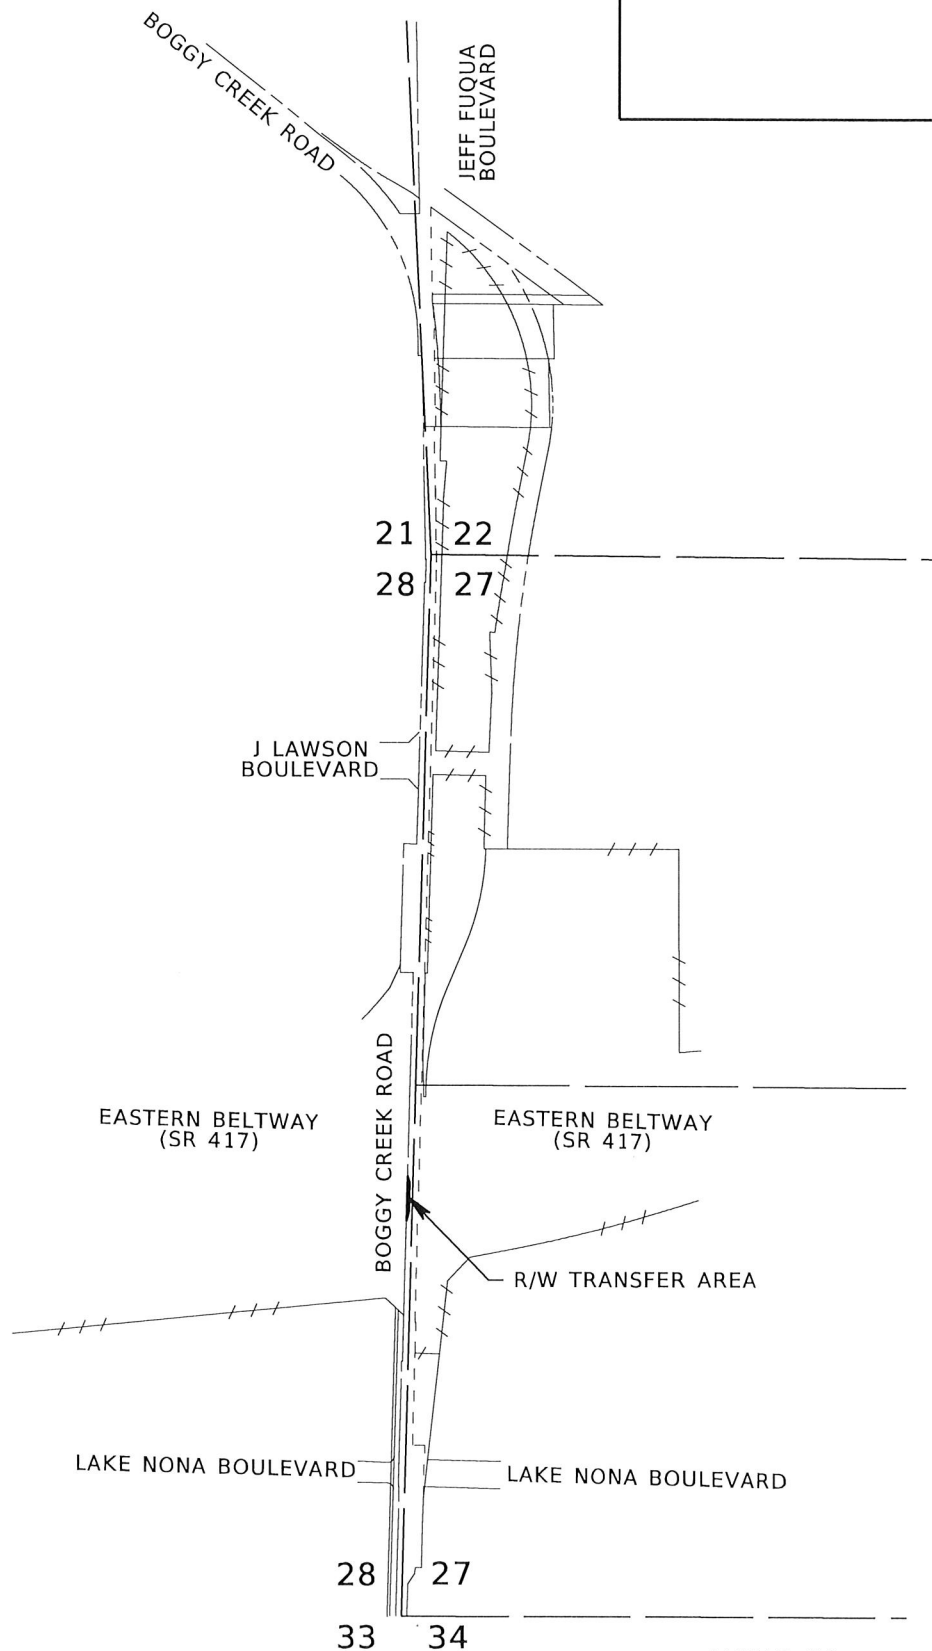 BOGGY CREEK ROAD
JEFF FUQUA
BOULEVARD
21 22
28 27
J LAWSON
BOULEVARD
BOGGY CREEK ROAD
EASTERN BELTWAY
(SR 417)
EASTERN BELTWAY
(SR 417)
R/W TRANSFER AREA
LAKE NONA BOULEVARD
LAKE NONA BOULEVARD
28 27
33 34